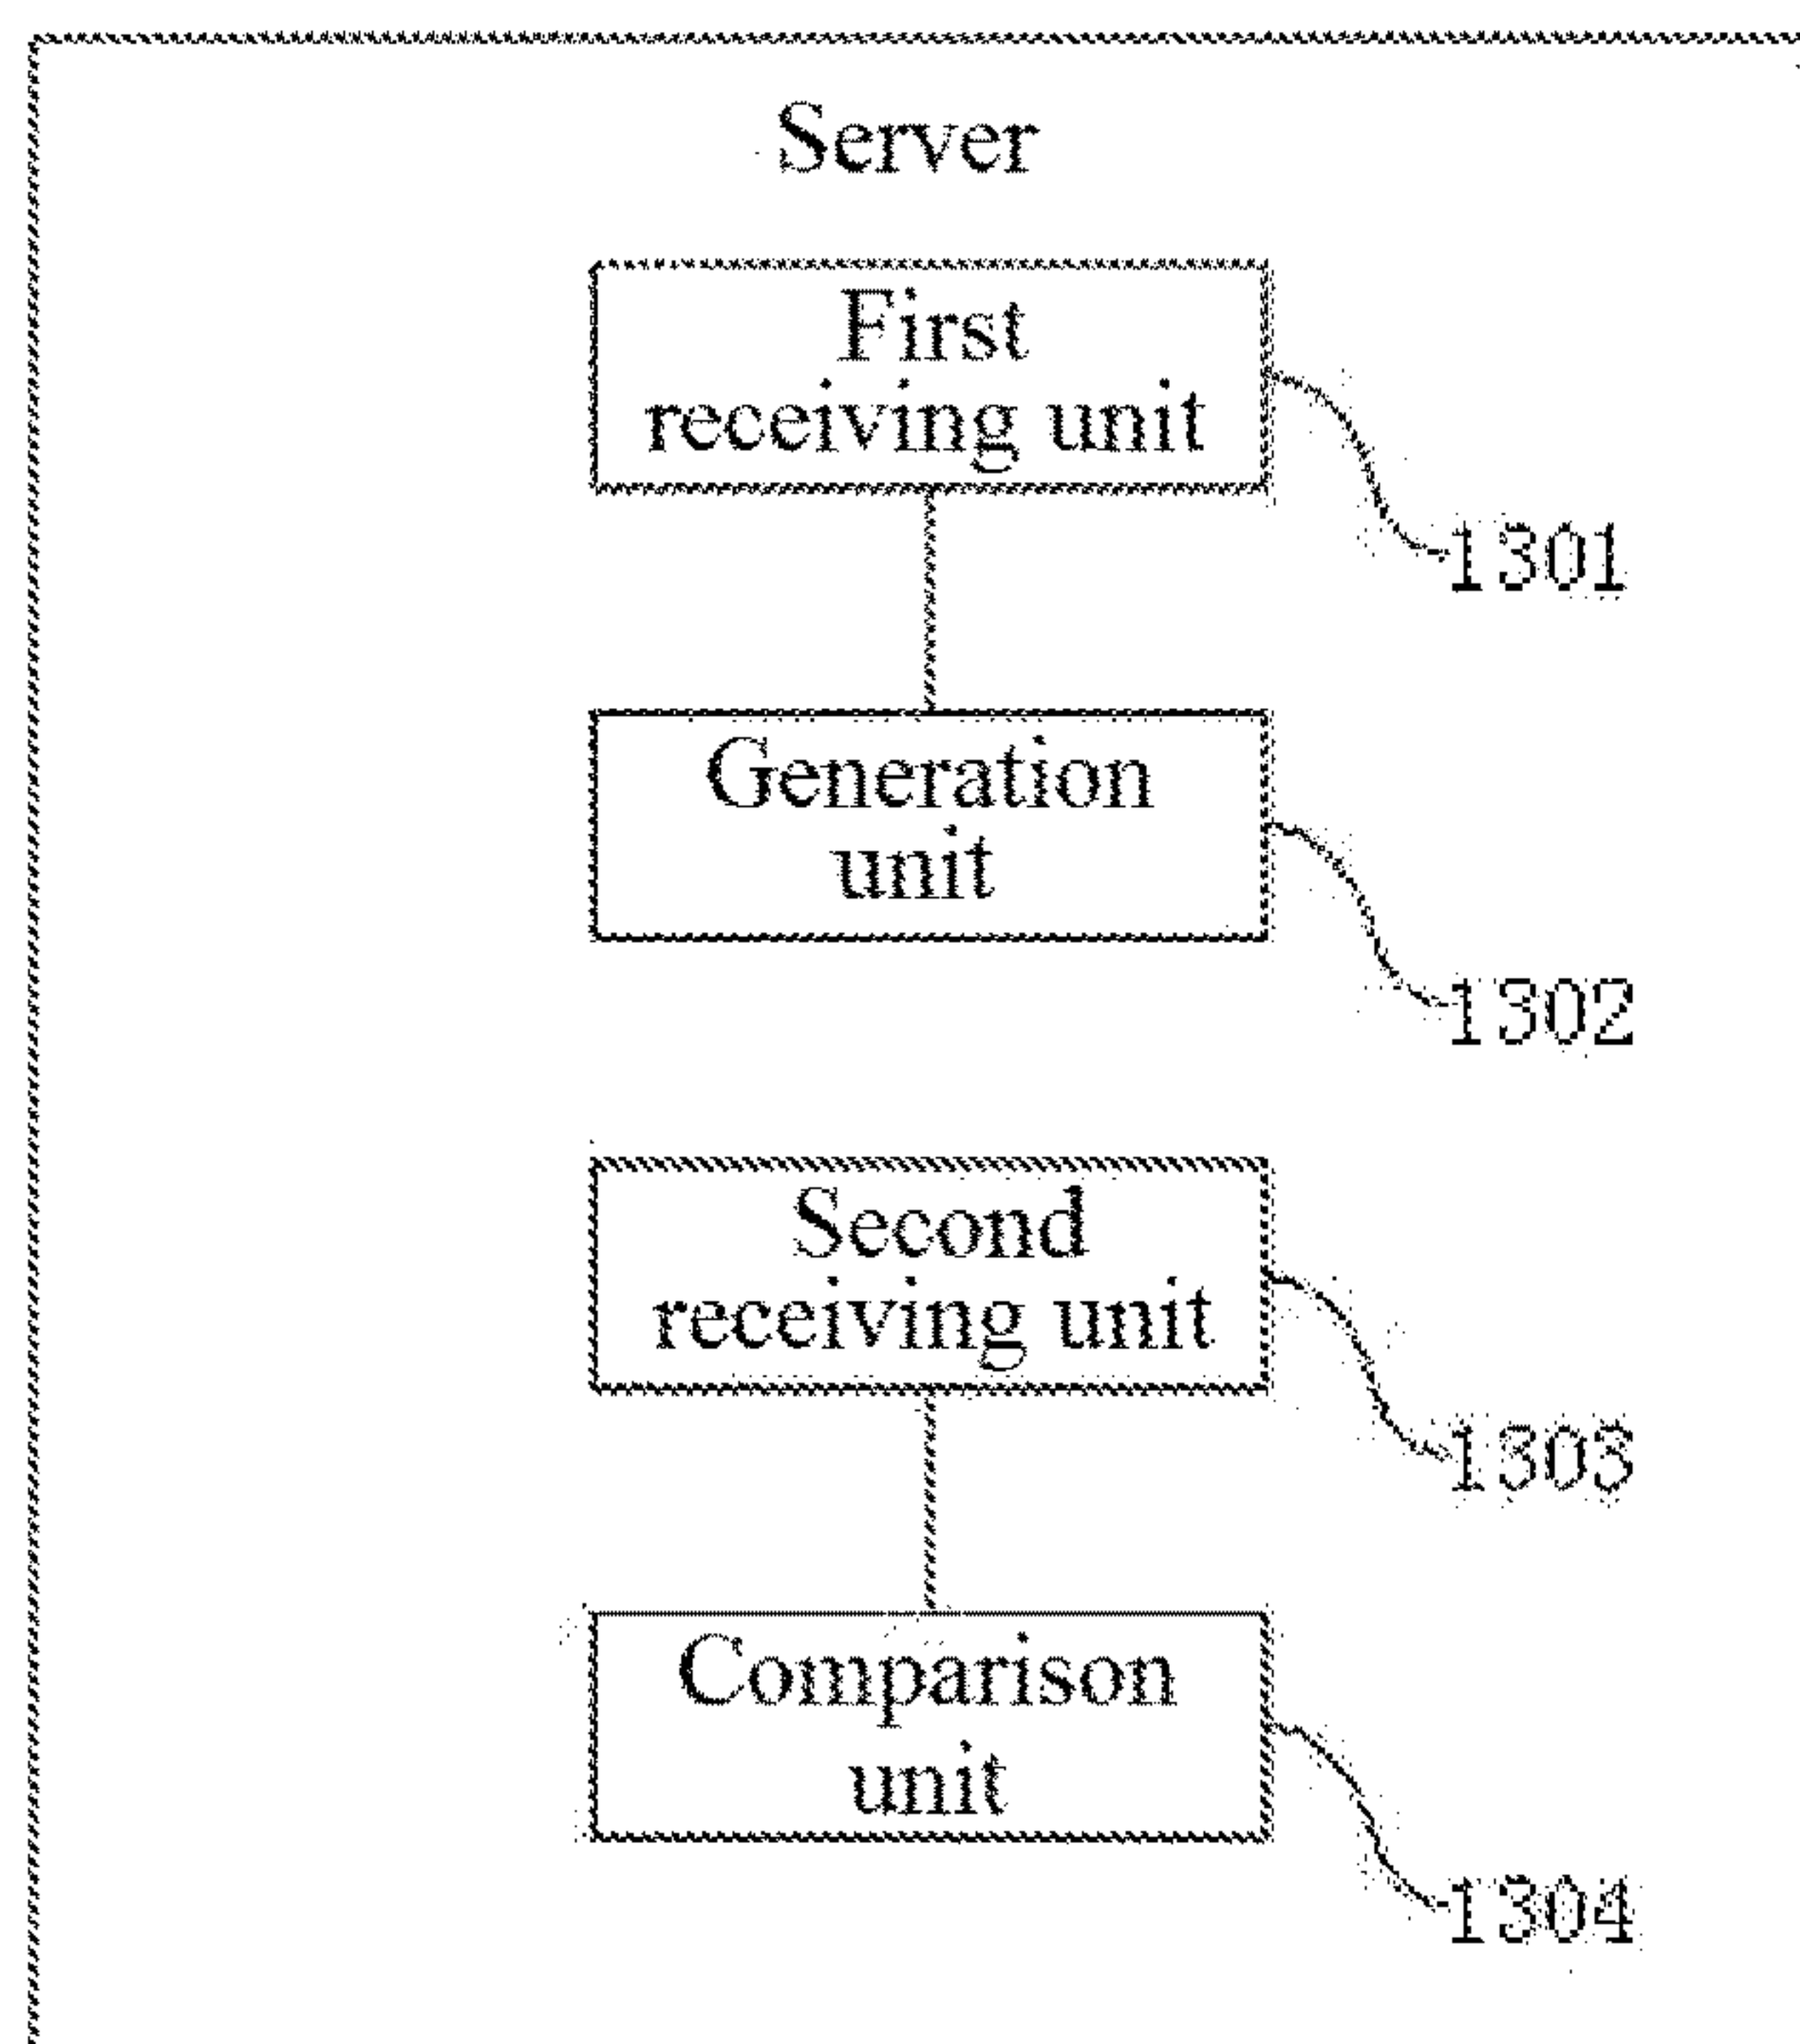 Server
First
receiving unit
1301
Generation
unit
1302
Second
receiving unit
1303
Comparison
unit
1304